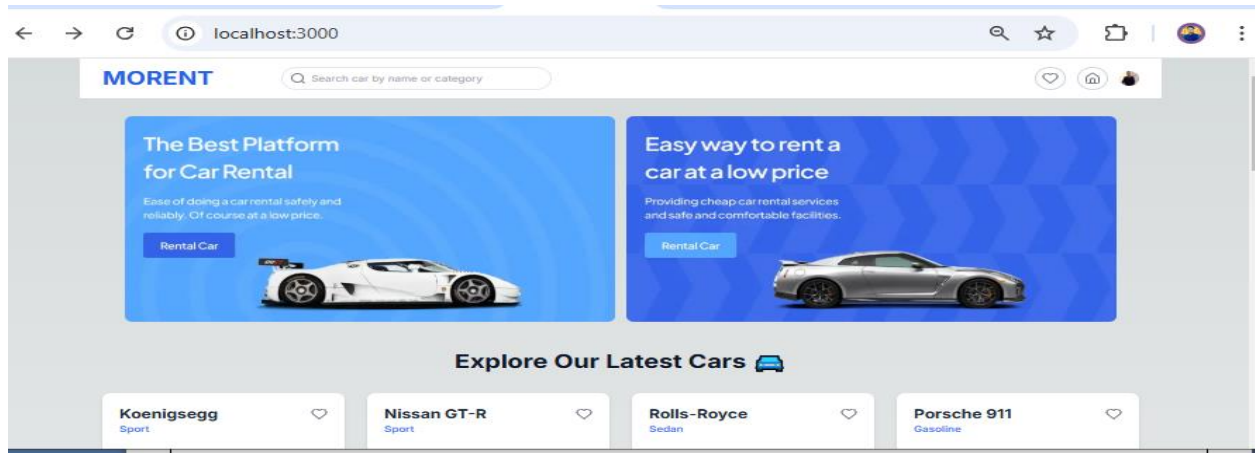 localhost:3000
MORENT
Search car by name or category
The Best Platform
for Car Rental
Ease of doing a car rental safely and
reliably. Of course at a low price.
Rental Car
Easy way to rent a
car at a low price
Providing cheap car rental services
and safe and comfortable facilities.
Rental Car
Explore Our Latest Cars 🚘
Koenigsegg
Sport
Nissan GT-R
Sport
Rolls-Royce
Sedan
Porsche 911
Gasoline